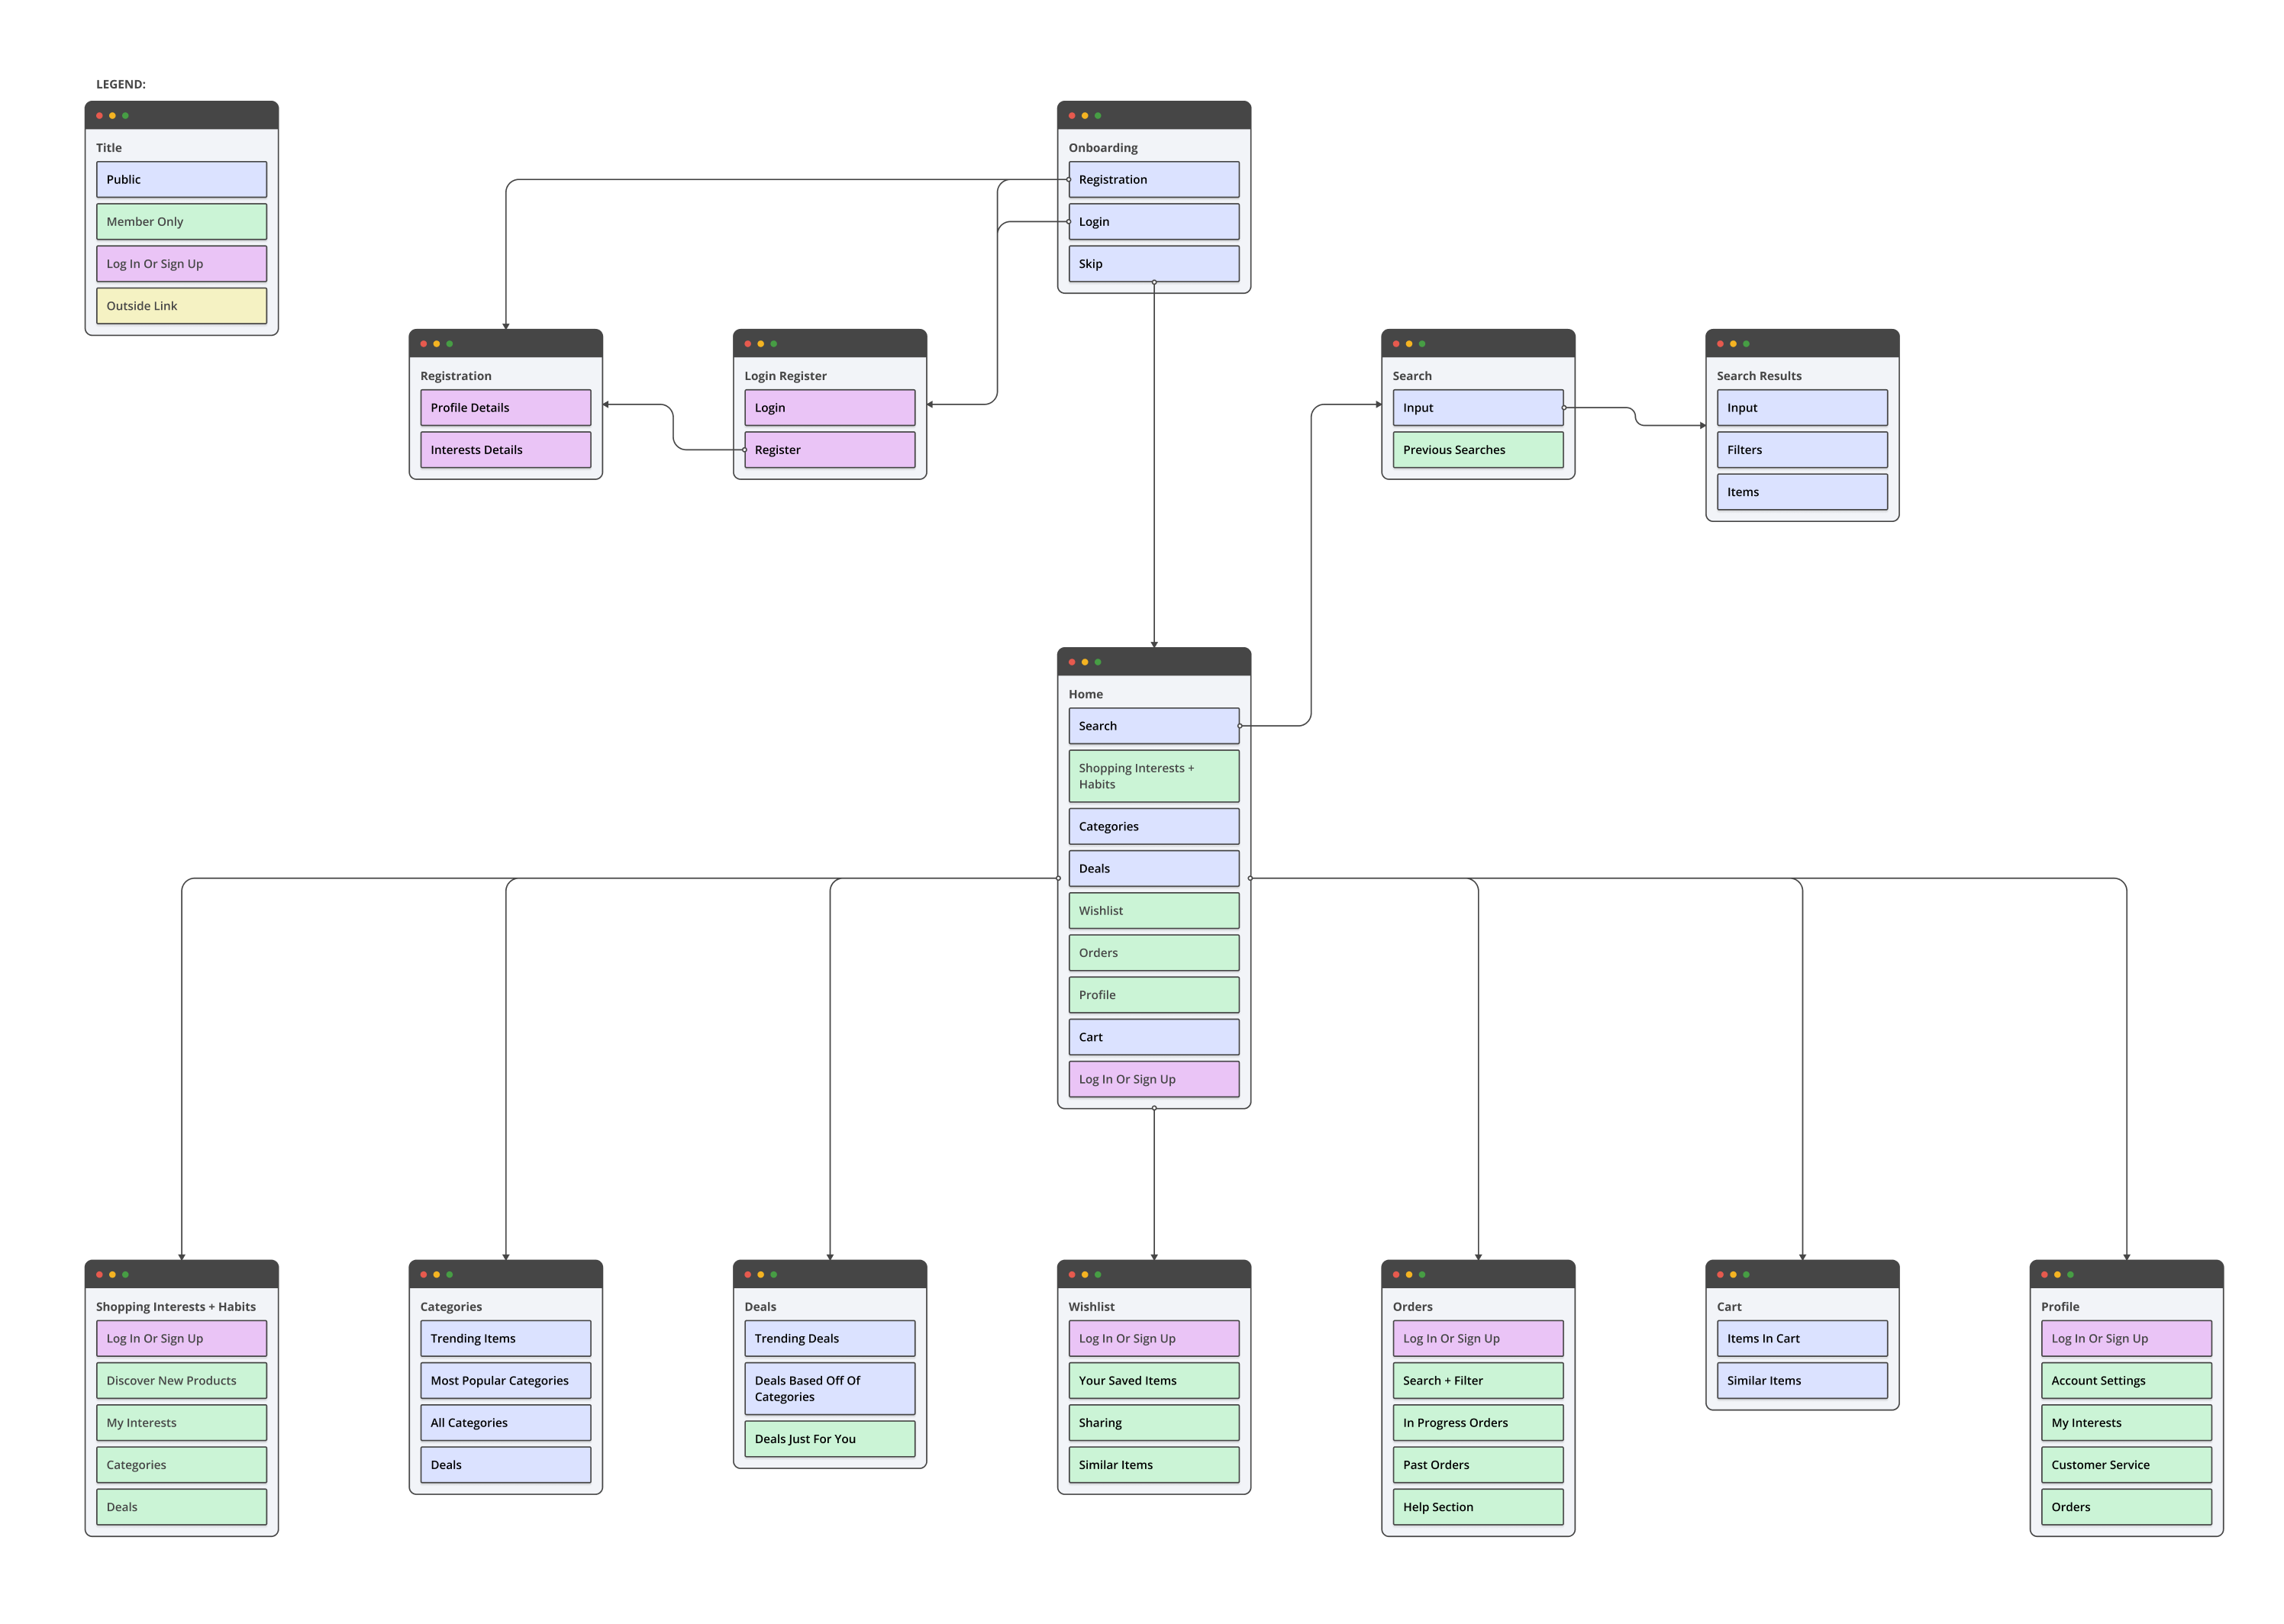 LEGEND:
Title
Public
Member Only
Log In Or Sign Up
Outside Link
Onboarding
Registration
Login
Skip
Registration
Profile Details
Interests Details
Login Register
Login
Register
Search
Input
Previous Searches
Search Results
Input
Filters
Items
Home
Search
Shopping Interests +
Habits
Categories
Deals
Wishlist
Orders
Profile
Cart
Log In Or Sign Up
Shopping Interests + Habits
Log In Or Sign Up
Discover New Products
My Interests
Categories
Deals
Categories
Trending Items
Most Popular Categories
All Categories
Deals
Deals
Trending Deals
Deals Based Off Of
Categories
Deals Just For You
Wishlist
Log In Or Sign Up
Your Saved Items
Sharing
Similar Items
Orders
Log In Or Sign Up
Search + Filter
In Progress Orders
Past Orders
Help Section
Cart
Items In Cart
Similar Items
Profile
Log In Or Sign Up
Account Settings
My Interests
Customer Service
Orders